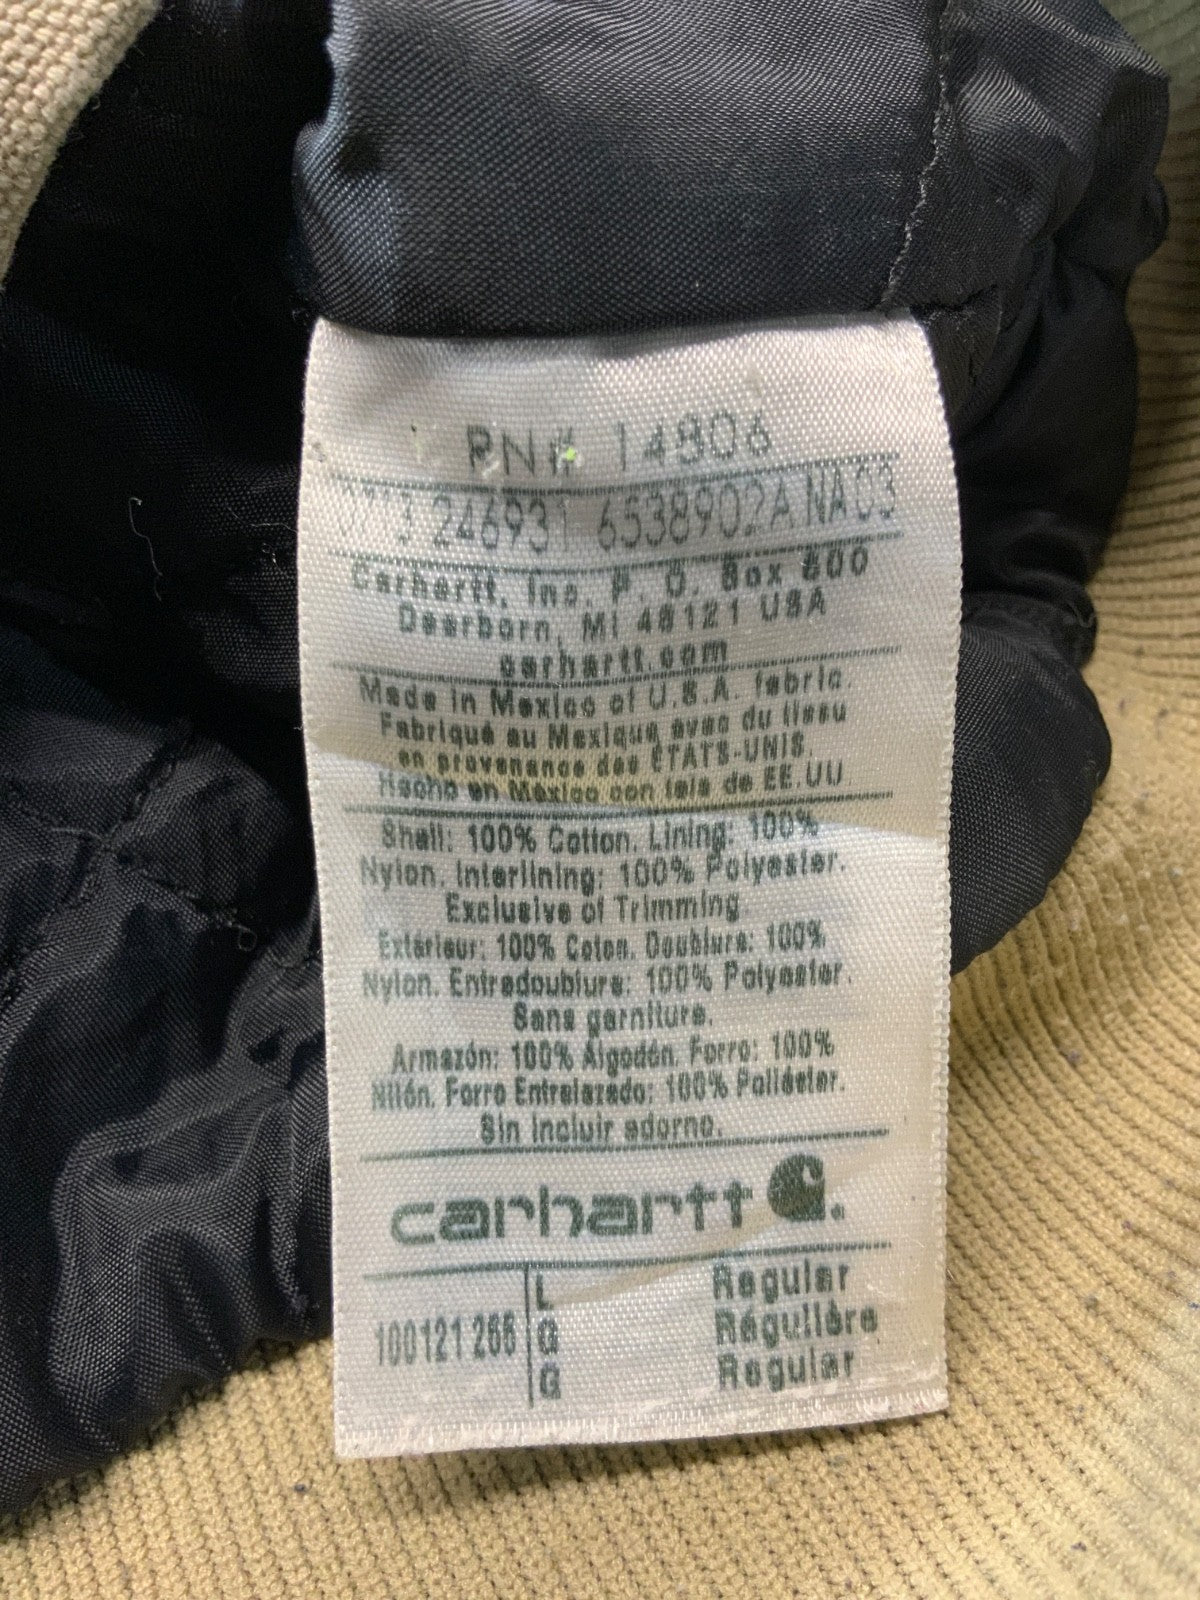 RN# 14806
0713 246931 6538902A NA03
Carhartt, Inc P. O. Box 600
Dearborn, MI 48121 USA
carhartt.com
Made in Mexico of U.S.A. fabric.
Fabriqué au Mexique avec du tissu
en provenance des ÉTATS-UNIS.
Hecho en México con tela de EE.UU
Shell: 100% Cotton. Lining: 100%
Nylon. Interlining: 100% Polyester.
Exclusive of Trimming.
Extérieur: 100% Coton. Doublure: 100%
Nylon. Entredoublure: 100% Polyester.
Sans garniture.
Armazón: 100% Algodón. Forro: 100%
Nilón. Forro Entrelazado: 100% Poliéster.
Sin incluir adorno.
carhartt
100121 266
L Regular
G Régulière
G Regular